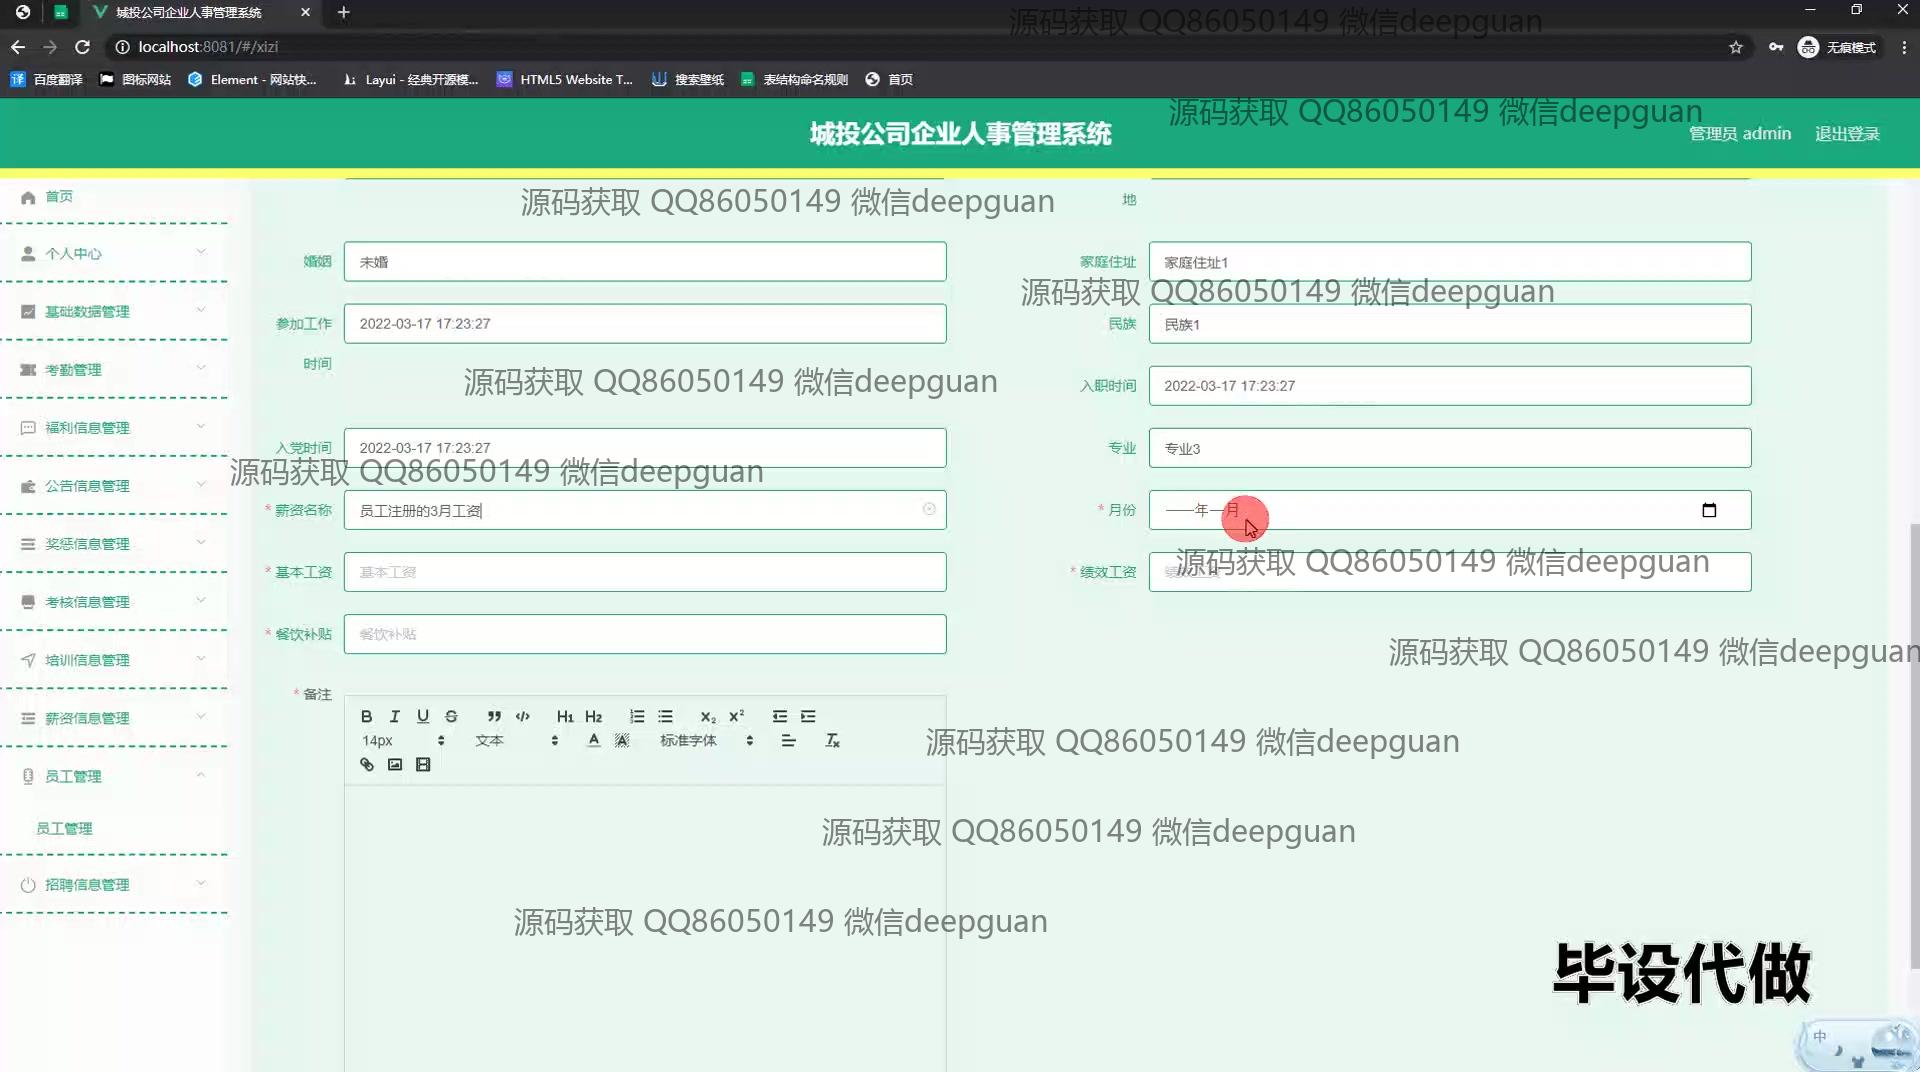 城投公司企业人事管理系统
源码获取 QQ86050149 微信deepguan
localhost:8081/#/xizi
无痕模式
百度翻译
图标网站
Element - 网站快...
Layui - 经典开源模...
HTML5 Website T...
搜索壁纸
表结构命名规则
首页
源码获取 QQ86050149 微信deepguan
城投公司企业人事管理系统
管理员 admin
退出登录
首页
源码获取 QQ86050149 微信deepguan
地
个人中心
婚姻
未婚
家庭住址
家庭住址1
源码获取 QQ86050149 微信deepguan
基础数据管理
参加工作
时间
2022-03-17 17:23:27
民族
民族1
考勤管理
源码获取 QQ86050149 微信deepguan
入职时间
2022-03-17 17:23:27
福利信息管理
入党时间
2022-03-17 17:23:27
专业
专业3
源码获取 QQ86050149 微信deepguan
公告信息管理
* 薪资名称
员工注册的3月工资
* 月份
年
月
奖惩信息管理
* 基本工资
基本工资
* 绩效工资
绩效工资
源码获取 QQ86050149 微信deepguan
考核信息管理
* 餐饮补贴
餐饮补贴
源码获取 QQ86050149 微信deepguan
培训信息管理
* 备注
B I U S
H1 H2
X2 X2
14px
文本
A
A
标准字体
Tx
薪资信息管理
源码获取 QQ86050149 微信deepguan
员工管理
员工管理
源码获取 QQ86050149 微信deepguan
招聘信息管理
源码获取 QQ86050149 微信deepguan
毕设代做
中